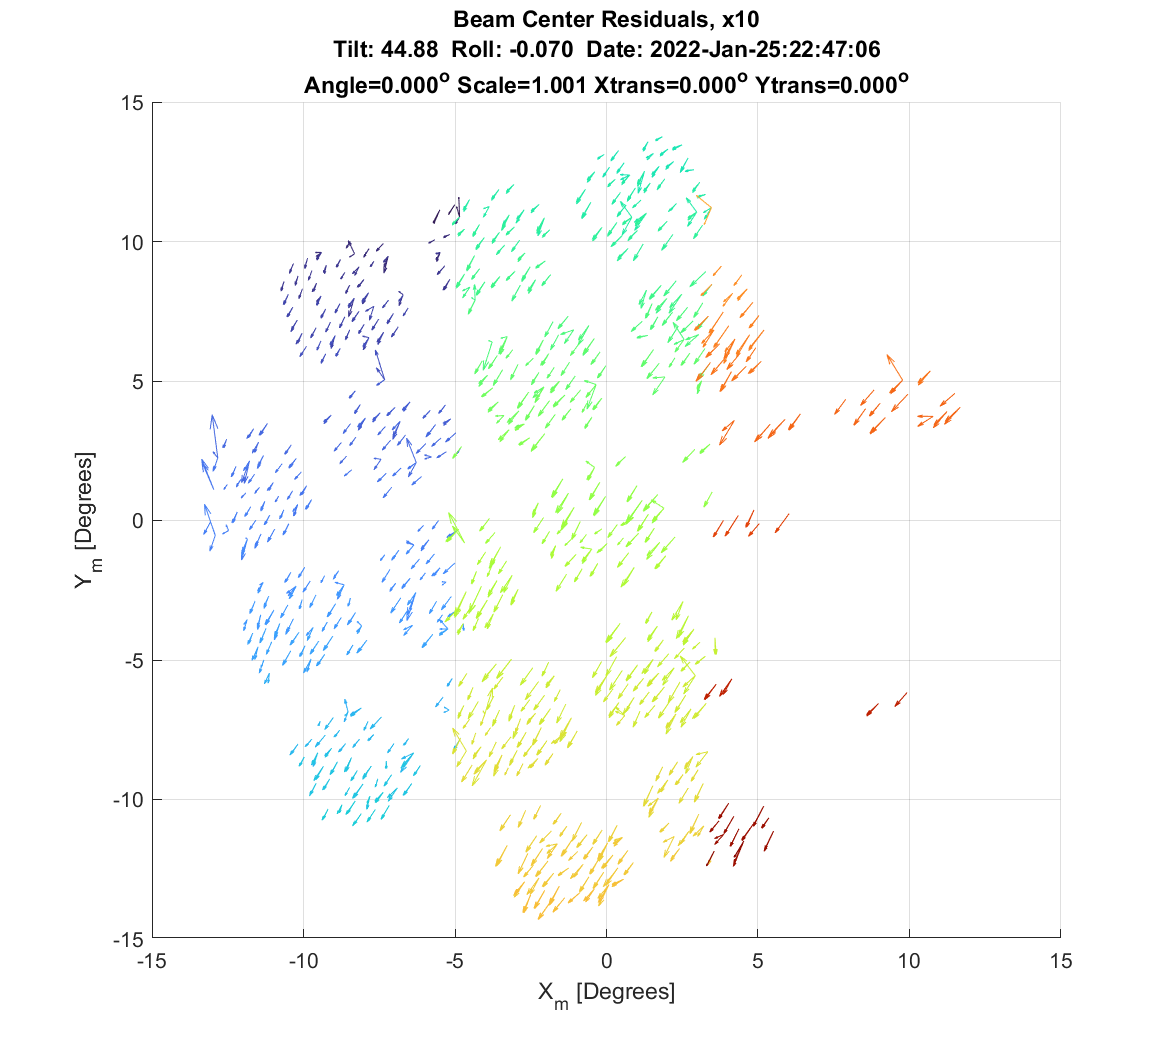 Beam Center Residuals, x10
Tilt: 44.88  Roll: -0.070  Date: 2022-Jan-25:22:47:06
Angle=0.000° Scale=1.001 Xtrans=0.000° Ytrans=0.000°
15
10
5
0
-5
-10
-15
Y_m [Degrees]
-15 -10 -5 0 5 10 15
X_m [Degrees]